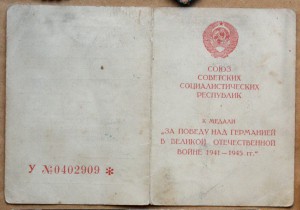 У №0402909 *
СОЮЗ
СОВЕТСКИХ
СОЦИАЛИСТИЧЕСКИХ
РЕСПУБЛИК
К МЕДАЛИ
"ЗА ПОБЕДУ НАД ГЕРМАНИЕЙ
В ВЕЛИКОЙ ОТЕЧЕСТВЕННОЙ
ВОЙНЕ 1941—1945 гг."